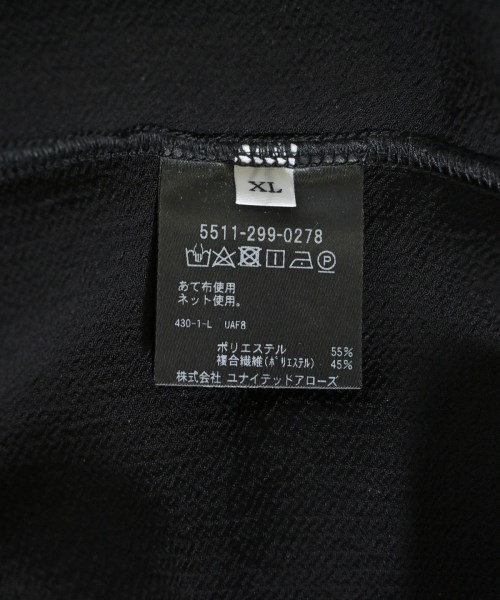 XL
5511-299-0278
あて布使用
ネット使用。
430-1-L UAF8
ポリエステル 55%
複合繊維(ポリエステル) 45%
株式会社 ユナイテッドアローズ